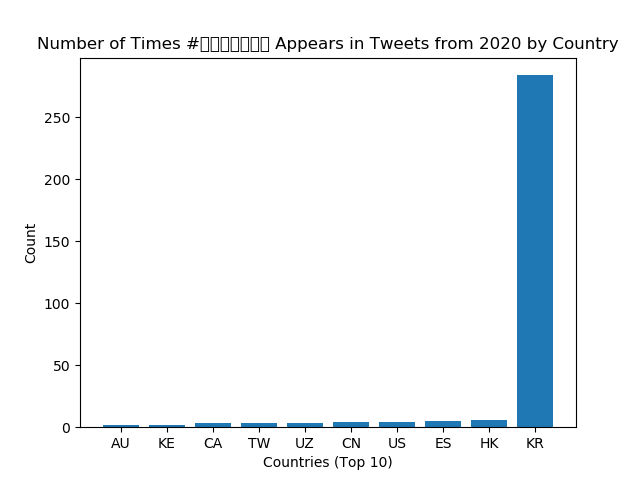 Number of Times #▯▯▯▯▯▯▯ Appears in Tweets from 2020 by Country
250
200
150
100
50
0
Count
AU KE CA TW UZ CN US ES HK KR
Countries (Top 10)